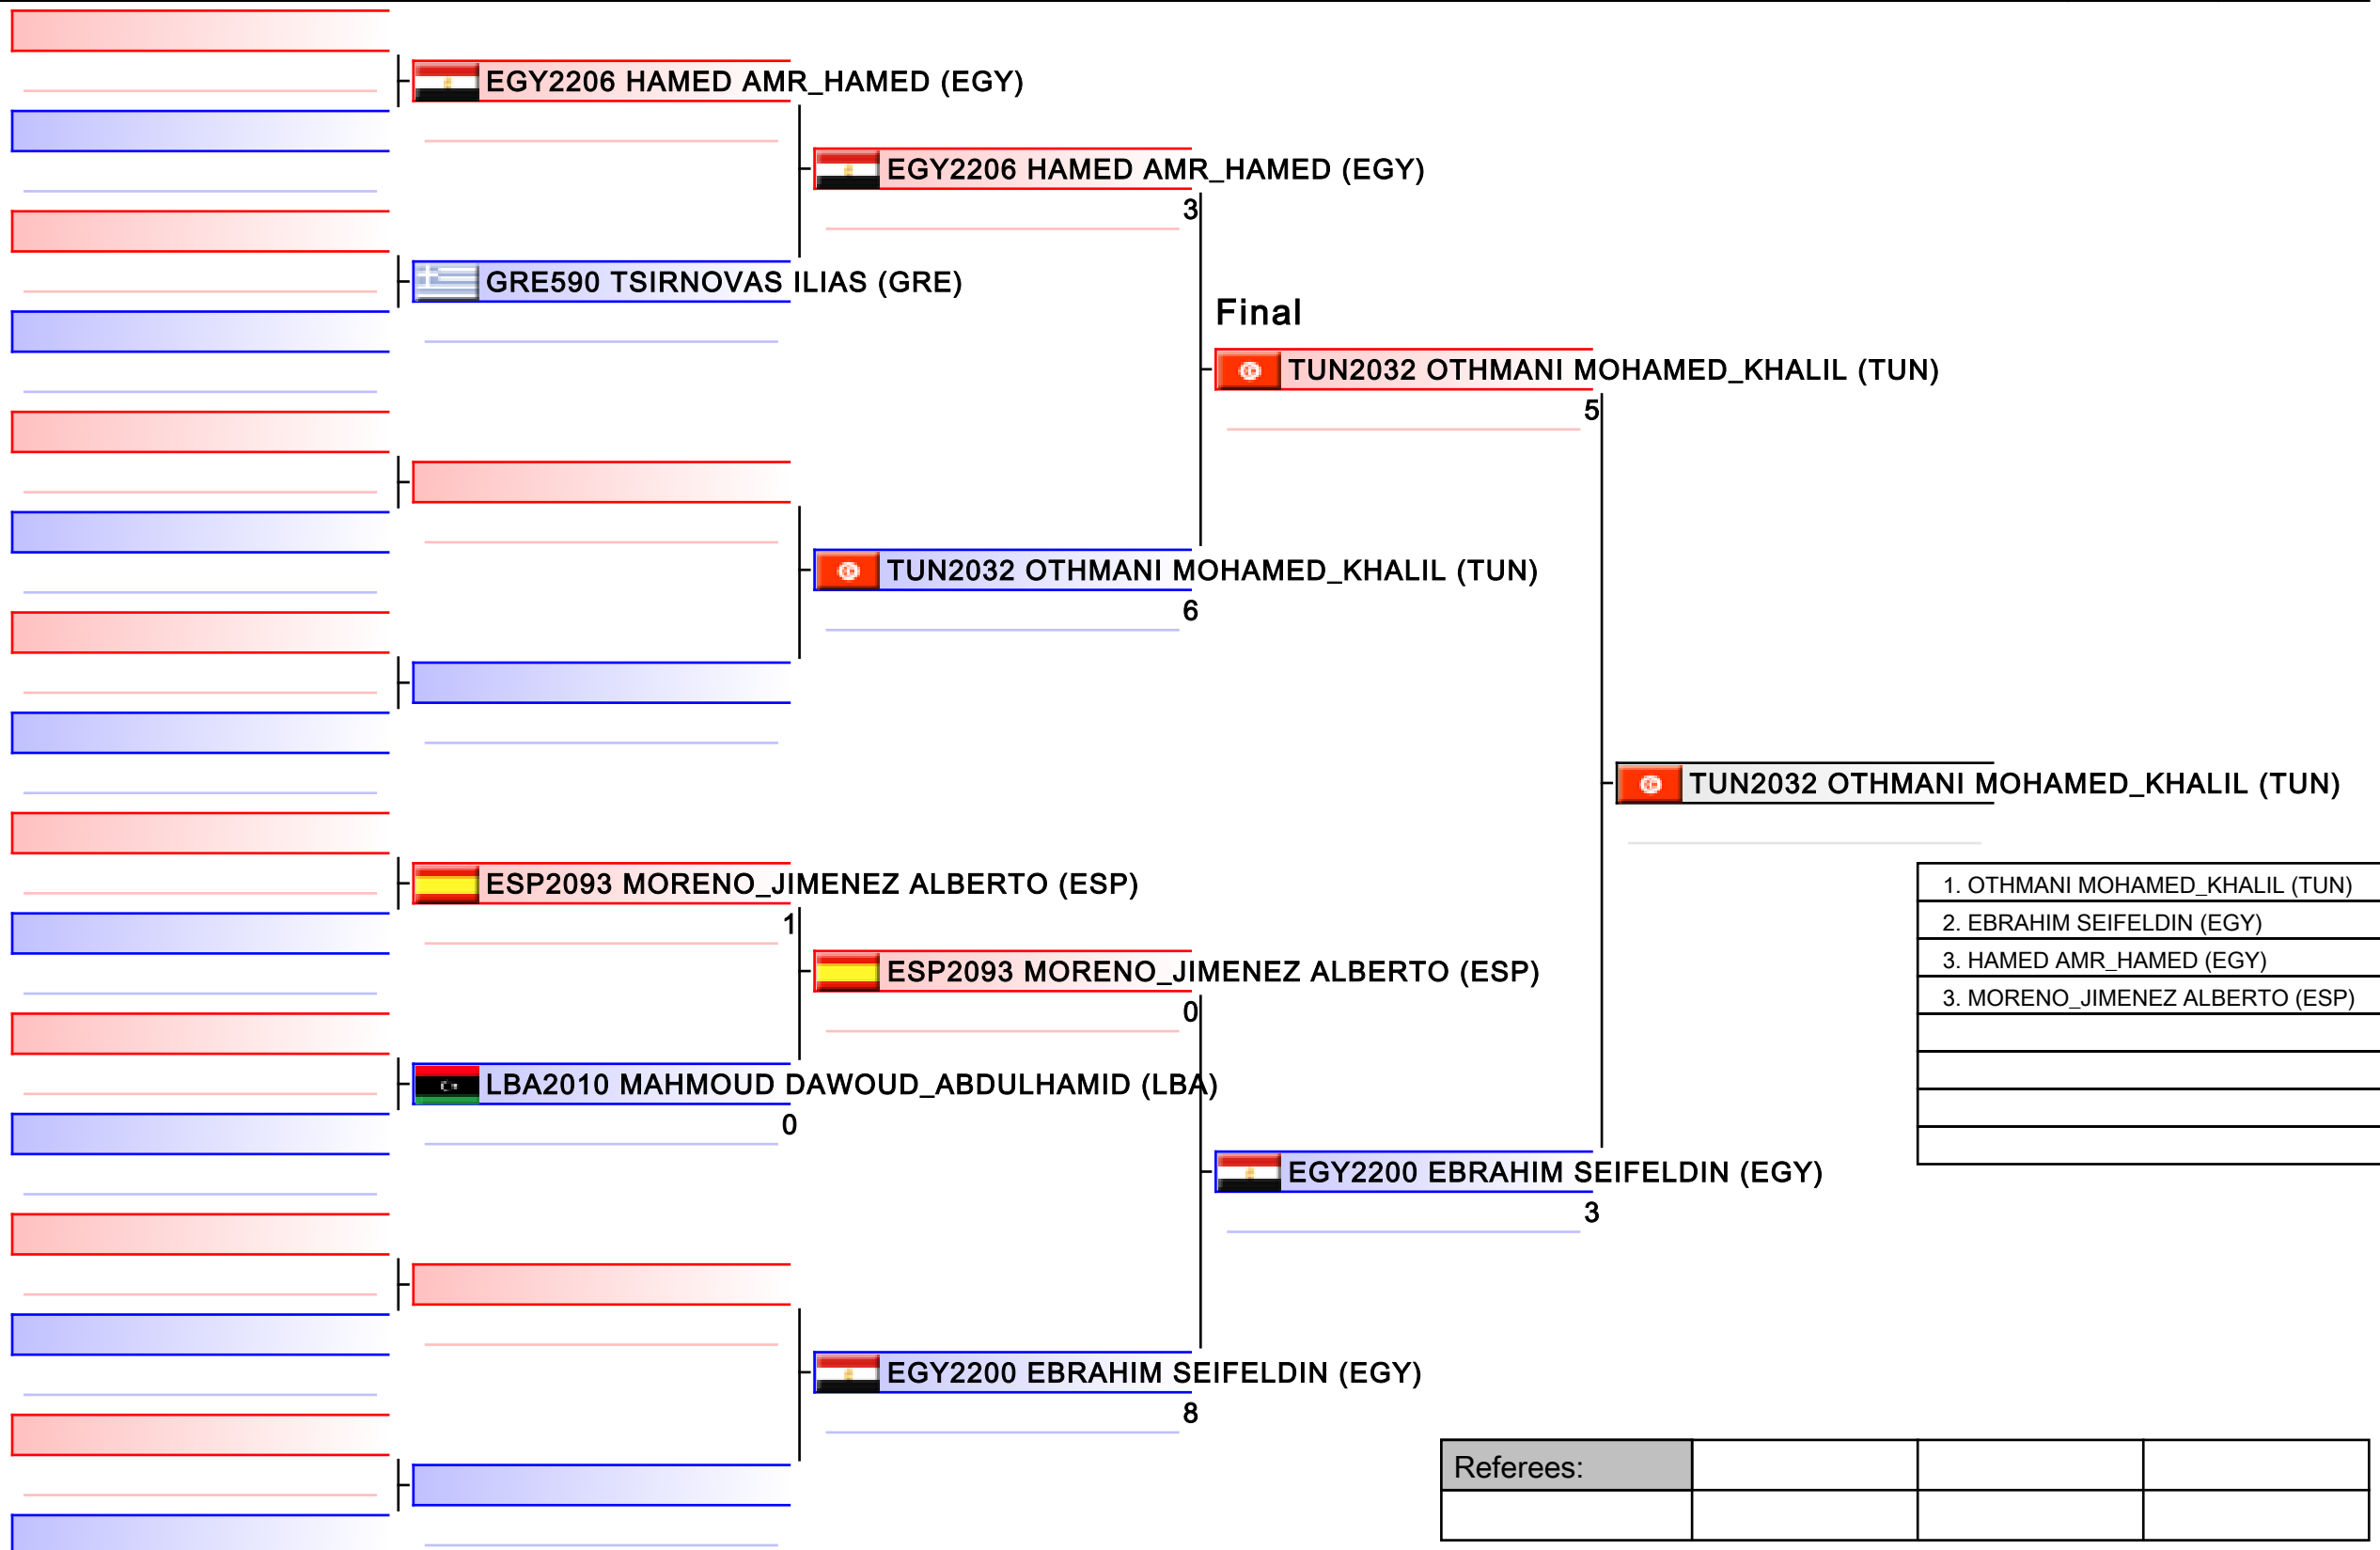 EGY2206 HAMED AMR_HAMED (EGY)
EGY2206 HAMED AMR_HAMED (EGY)
3
GRE590 TSIRNOVAS ILIAS (GRE)
Final
TUN2032 OTHMANI MOHAMED_KHALIL (TUN)
5
TUN2032 OTHMANI MOHAMED_KHALIL (TUN)
6
TUN2032 OTHMANI MOHAMED_KHALIL (TUN)
ESP2093 MORENO_JIMENEZ ALBERTO (ESP)
1
1. OTHMANI MOHAMED_KHALIL (TUN)
2. EBRAHIM SEIFELDIN (EGY)
3. HAMED AMR_HAMED (EGY)
3. MORENO_JIMENEZ ALBERTO (ESP)
ESP2093 MORENO_JIMENEZ ALBERTO (ESP)
0
LBA2010 MAHMOUD DAWOUD_ABDULHAMID (LBA)
0
EGY2200 EBRAHIM SEIFELDIN (EGY)
3
EGY2200 EBRAHIM SEIFELDIN (EGY)
8
Referees: